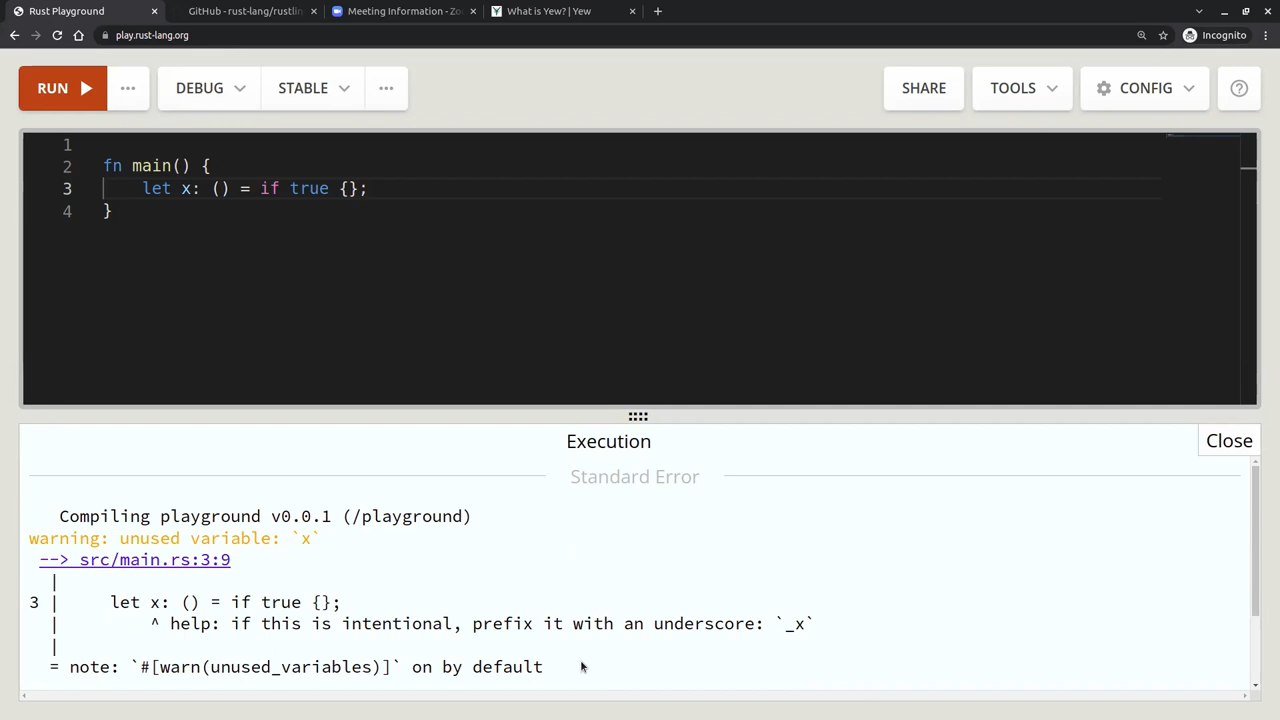 Rust Playground
GitHub - rust-lang/rustlin
Meeting Information - Zo
What is Yew? | Yew
play.rust-lang.org
Incognito
RUN
DEBUG
STABLE
SHARE
TOOLS
CONFIG
1
2 fn main() {
3 let x: () = if true {};
4 }
Execution
Close
Standard Error
Compiling playground v0.0.1 (/playground)
warning: unused variable: `x`
--> src/main.rs:3:9
|
3 | let x: () = if true {};
| ^ help: if this is intentional, prefix it with an underscore: `_x`
|
= note: `#[warn(unused_variables)]` on by default